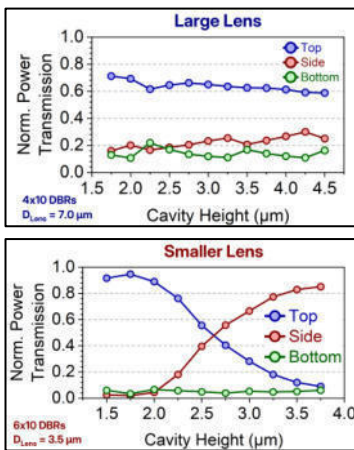 Large Lens
Norm. Power
Transmission
1.0
0.8
0.6
0.4
0.2
0.0
Top
Side
Bottom
1.5 2.0 2.5 3.0 3.5 4.0 4.5
Cavity Height (μm)
4x10 DBRs
D_Lens = 7.0 μm
Smaller Lens
Norm. Power
Transmission
1.0
0.8
0.6
0.4
0.2
0.0
Top
Side
Bottom
1.5 2.0 2.5 3.0 3.5 4.0
Cavity Height (μm)
6x10 DBRs
D_Lens = 3.5 μm